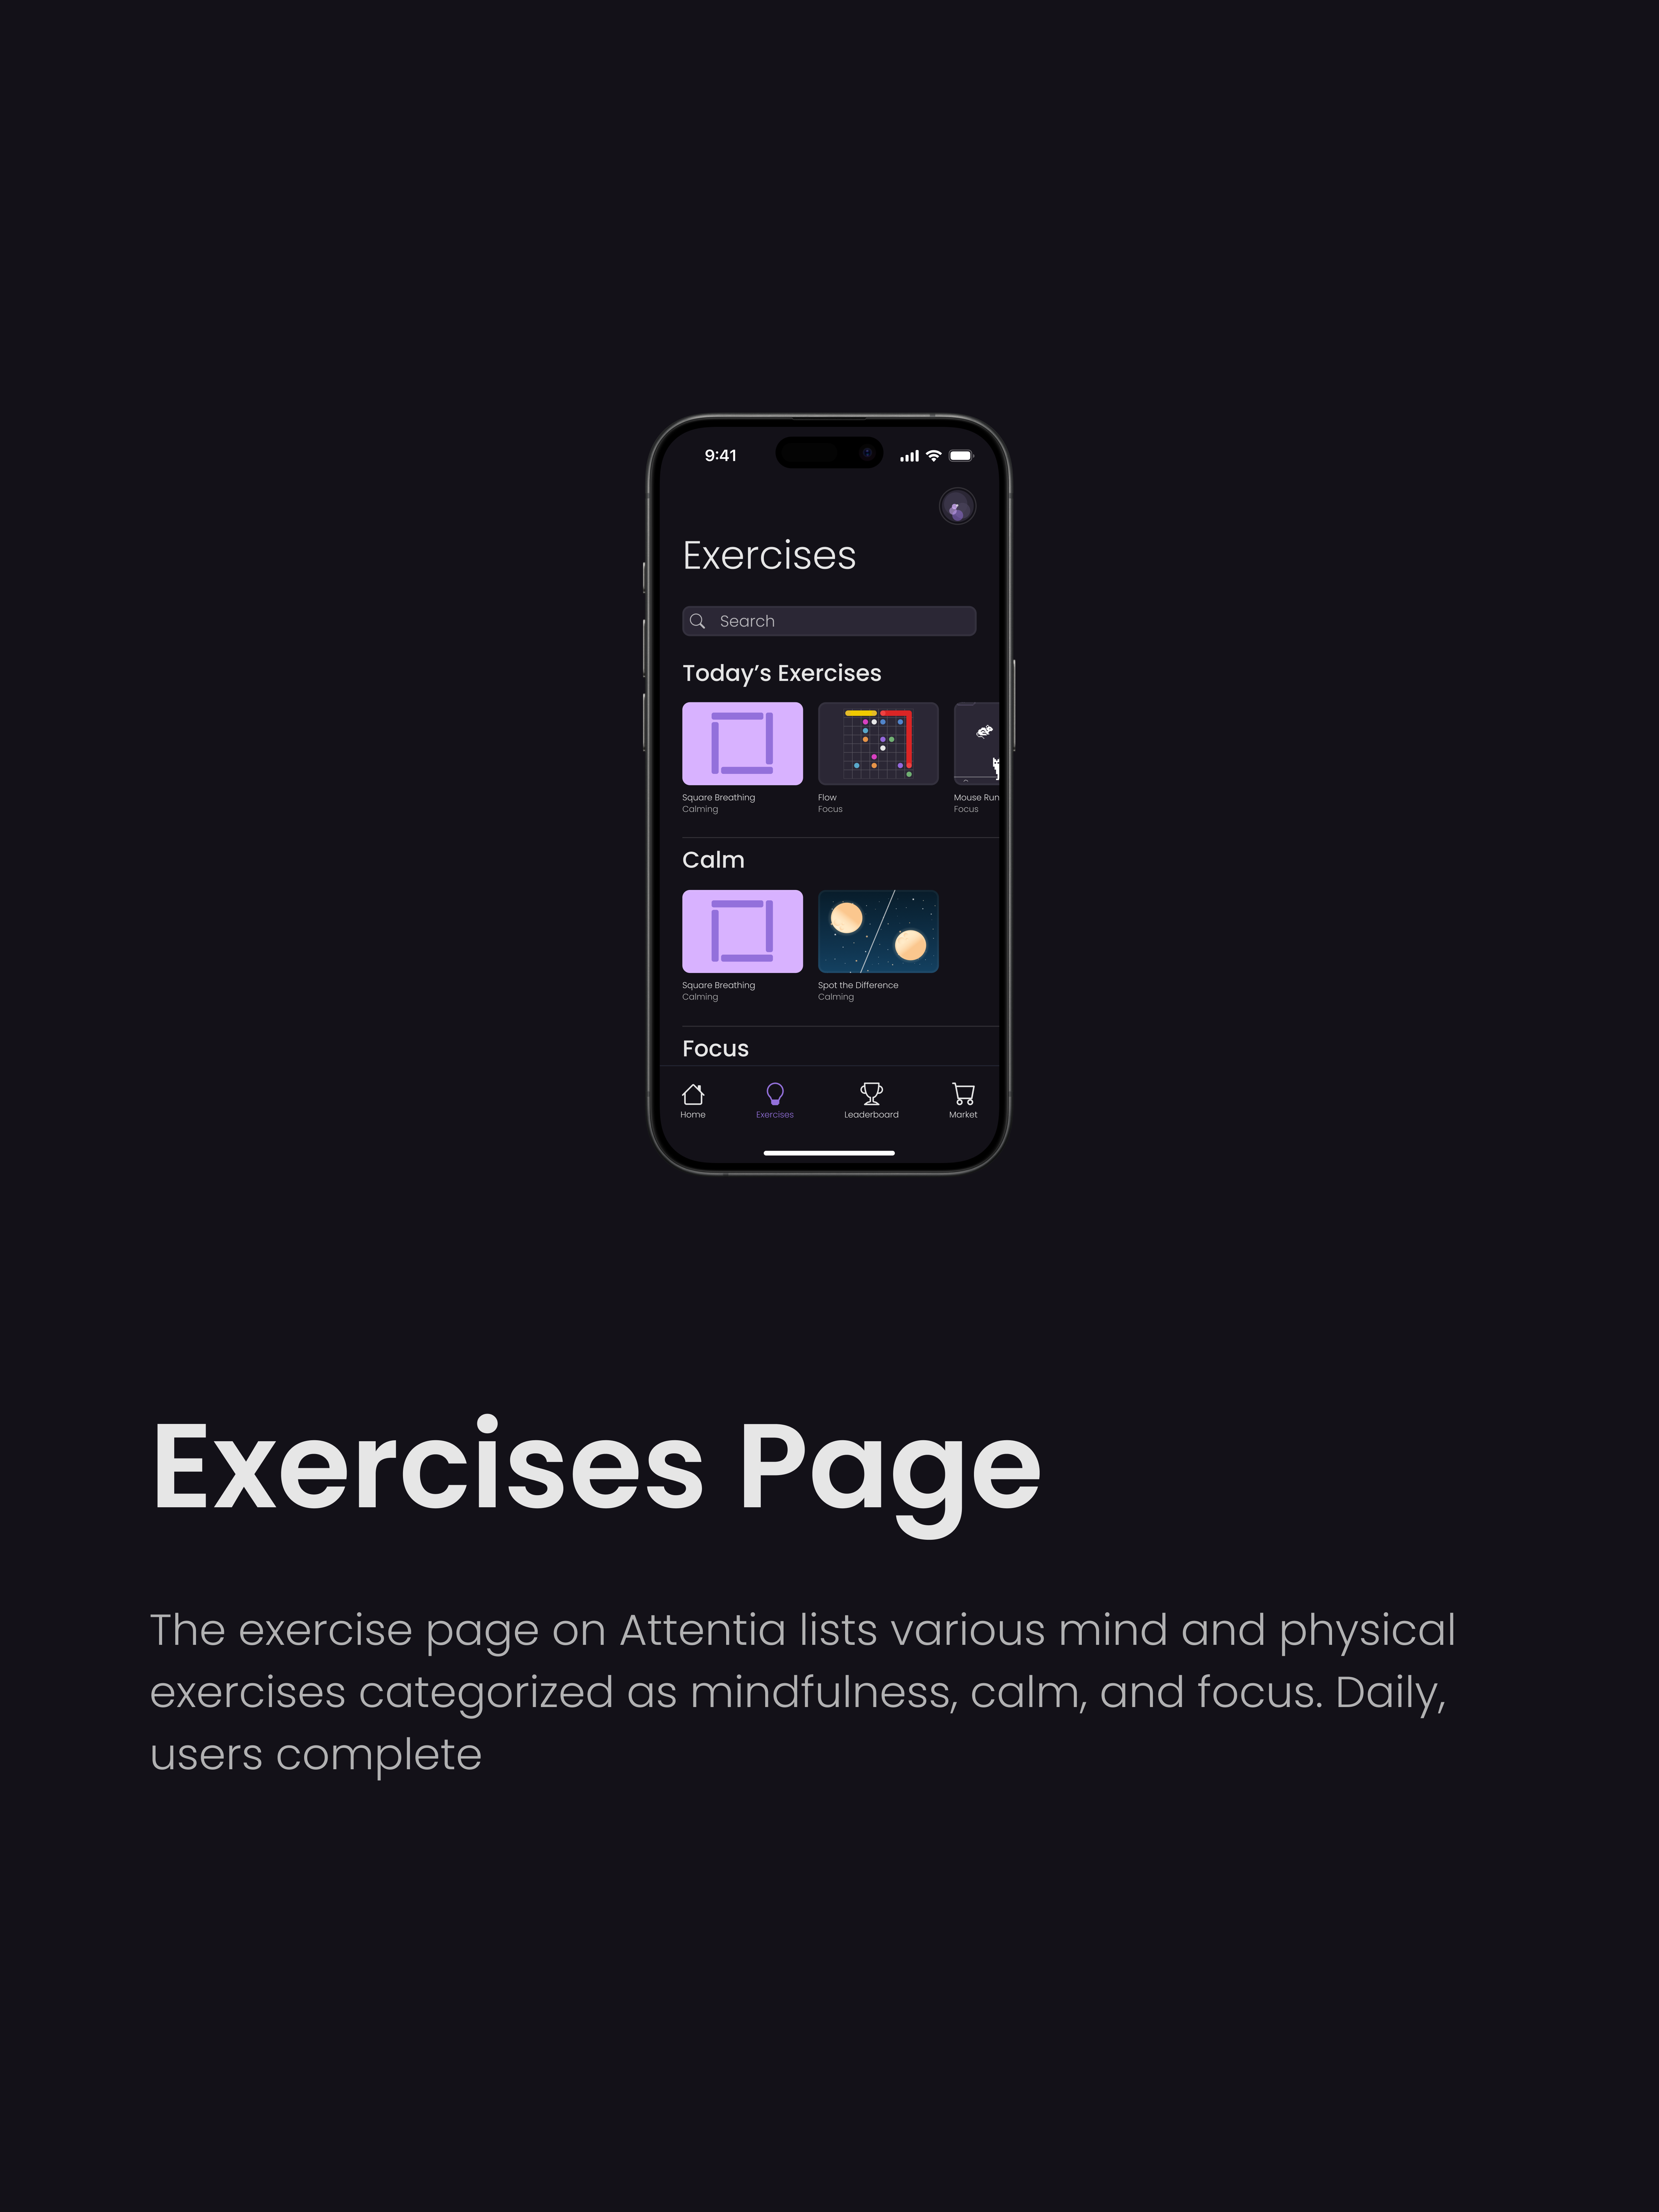 9:41
Exercises
Search
Today’s Exercises
Square Breathing
Calming
Flow
Focus
Mouse Run
Focus
Calm
Square Breathing
Calming
Spot the Difference
Calming
Focus
Home
Exercises
Leaderboard
Market
Exercises Page
The exercise page on Attentia lists various mind and physical
exercises categorized as mindfulness, calm, and focus. Daily,
users complete